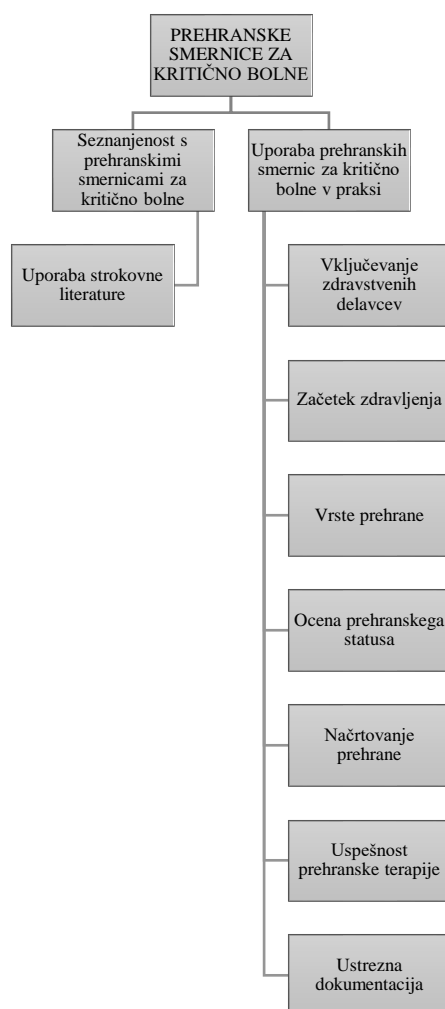 PREHRANSKE
SMERNICE ZA
KRITIČNO BOLNE
Seznanjenost s
prehranskimi
smernicami za
kritično bolne
Uporaba prehranskih
smernic za kritično
bolne v praksi
Uporaba strokovne
literature
Vključevanje
zdravstvenih
delavcev
Začetek zdravljenja
Vrste prehrane
Ocena prehranskega
statusa
Načrtovanje
prehrane
Uspešnost
prehranske terapije
Ustrezna
dokumentacija